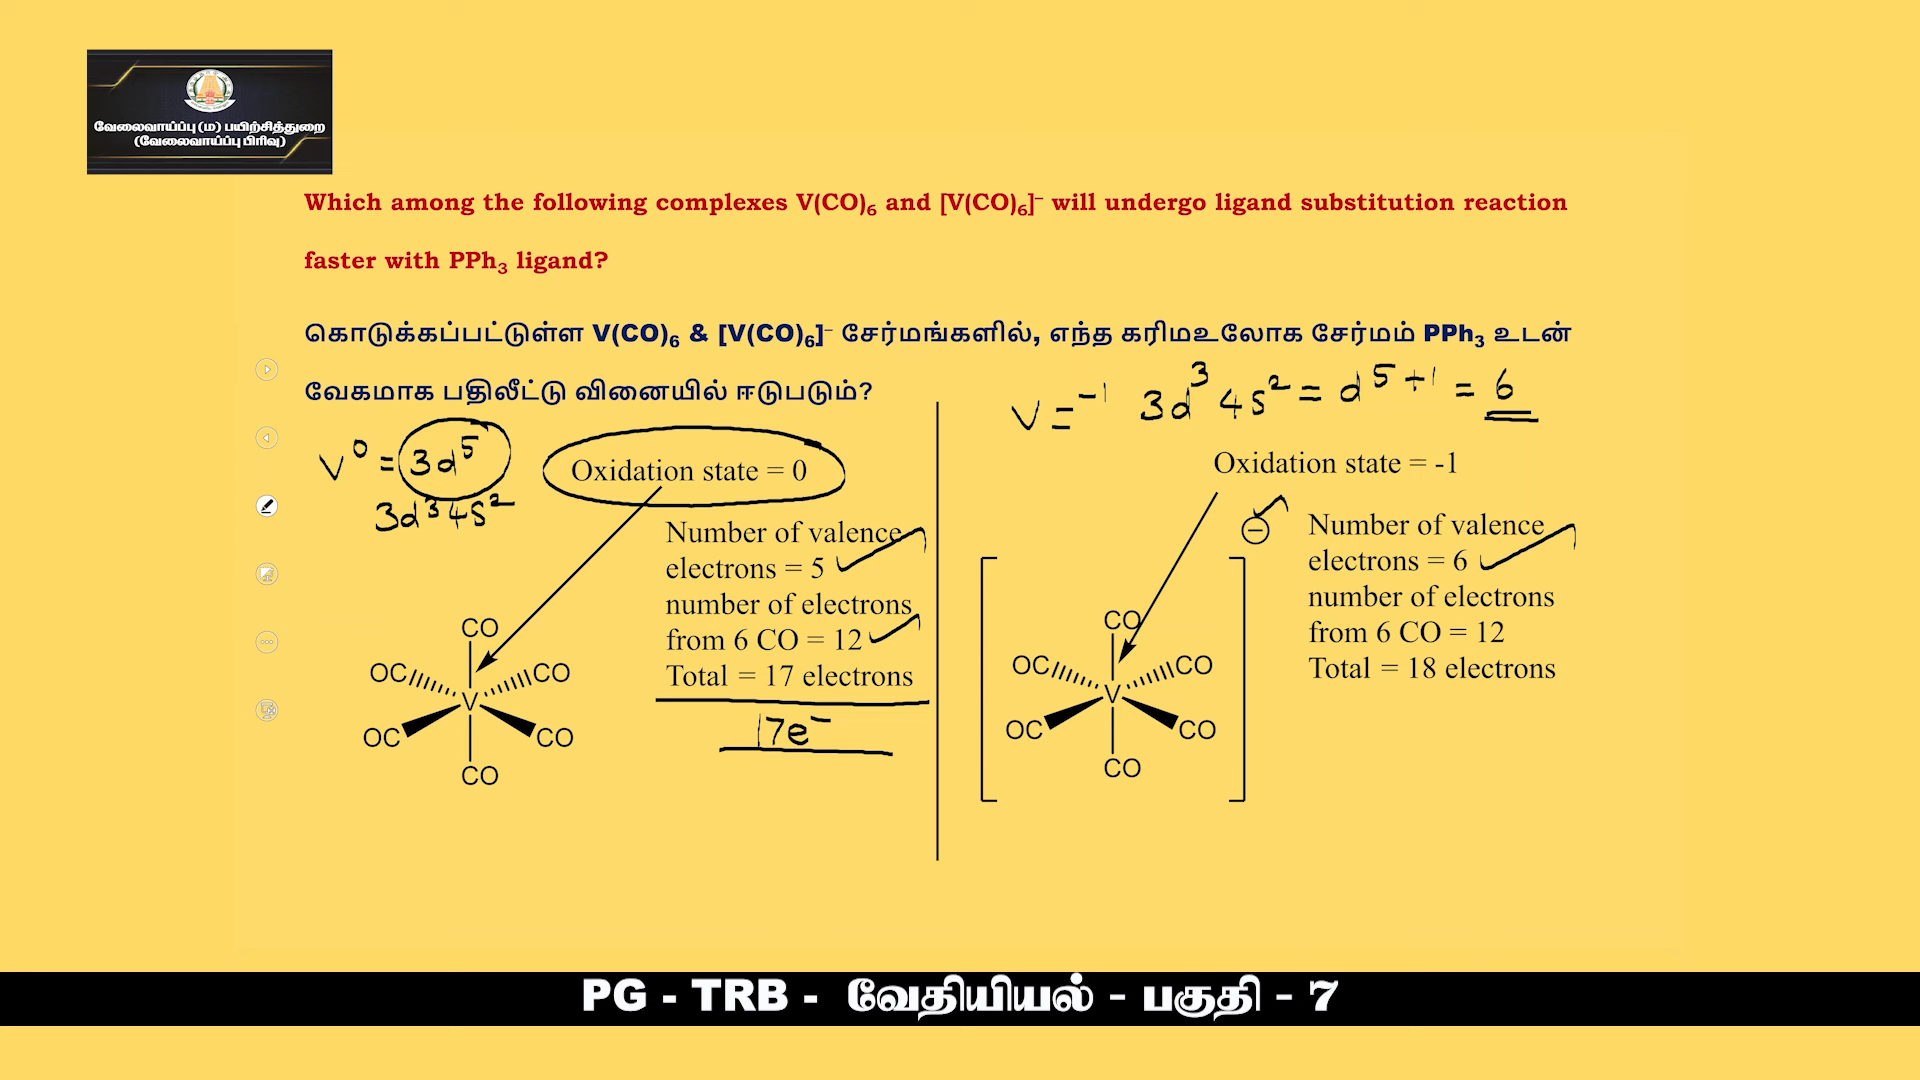 வேலைவாய்ப்பு (ம) பயிற்சித்துறை
(வேலைவாய்ப்பு பிரிவு)
Which among the following complexes V(CO)₆ and [V(CO)₆]⁻ will undergo ligand substitution reaction
faster with PPh₃ ligand?
கொடுக்கப்பட்டுள்ள V(CO)₆ & [V(CO)₆]⁻ சேர்மங்களில், எந்த கரிமஉலோக சேர்மம் PPh₃ உடன்
வேகமாக பதிலீட்டு வினையில் ஈடுபடும்?
V = ⁻¹ 3d³ 4s² = d⁵⁺¹ = 6
V⁰ = 3d⁵
3d³4s²
Oxidation state = 0
Number of valence
electrons = 5
number of electrons
from 6 CO = 12
Total = 17 electrons
17e⁻
CO
OC
CO
V
OC
CO
CO
Oxidation state = -1
−
Number of valence
electrons = 6
number of electrons
from 6 CO = 12
Total = 18 electrons
CO
OC
CO
V
OC
CO
CO
PG - TRB - வேதியியல் - பகுதி - 7